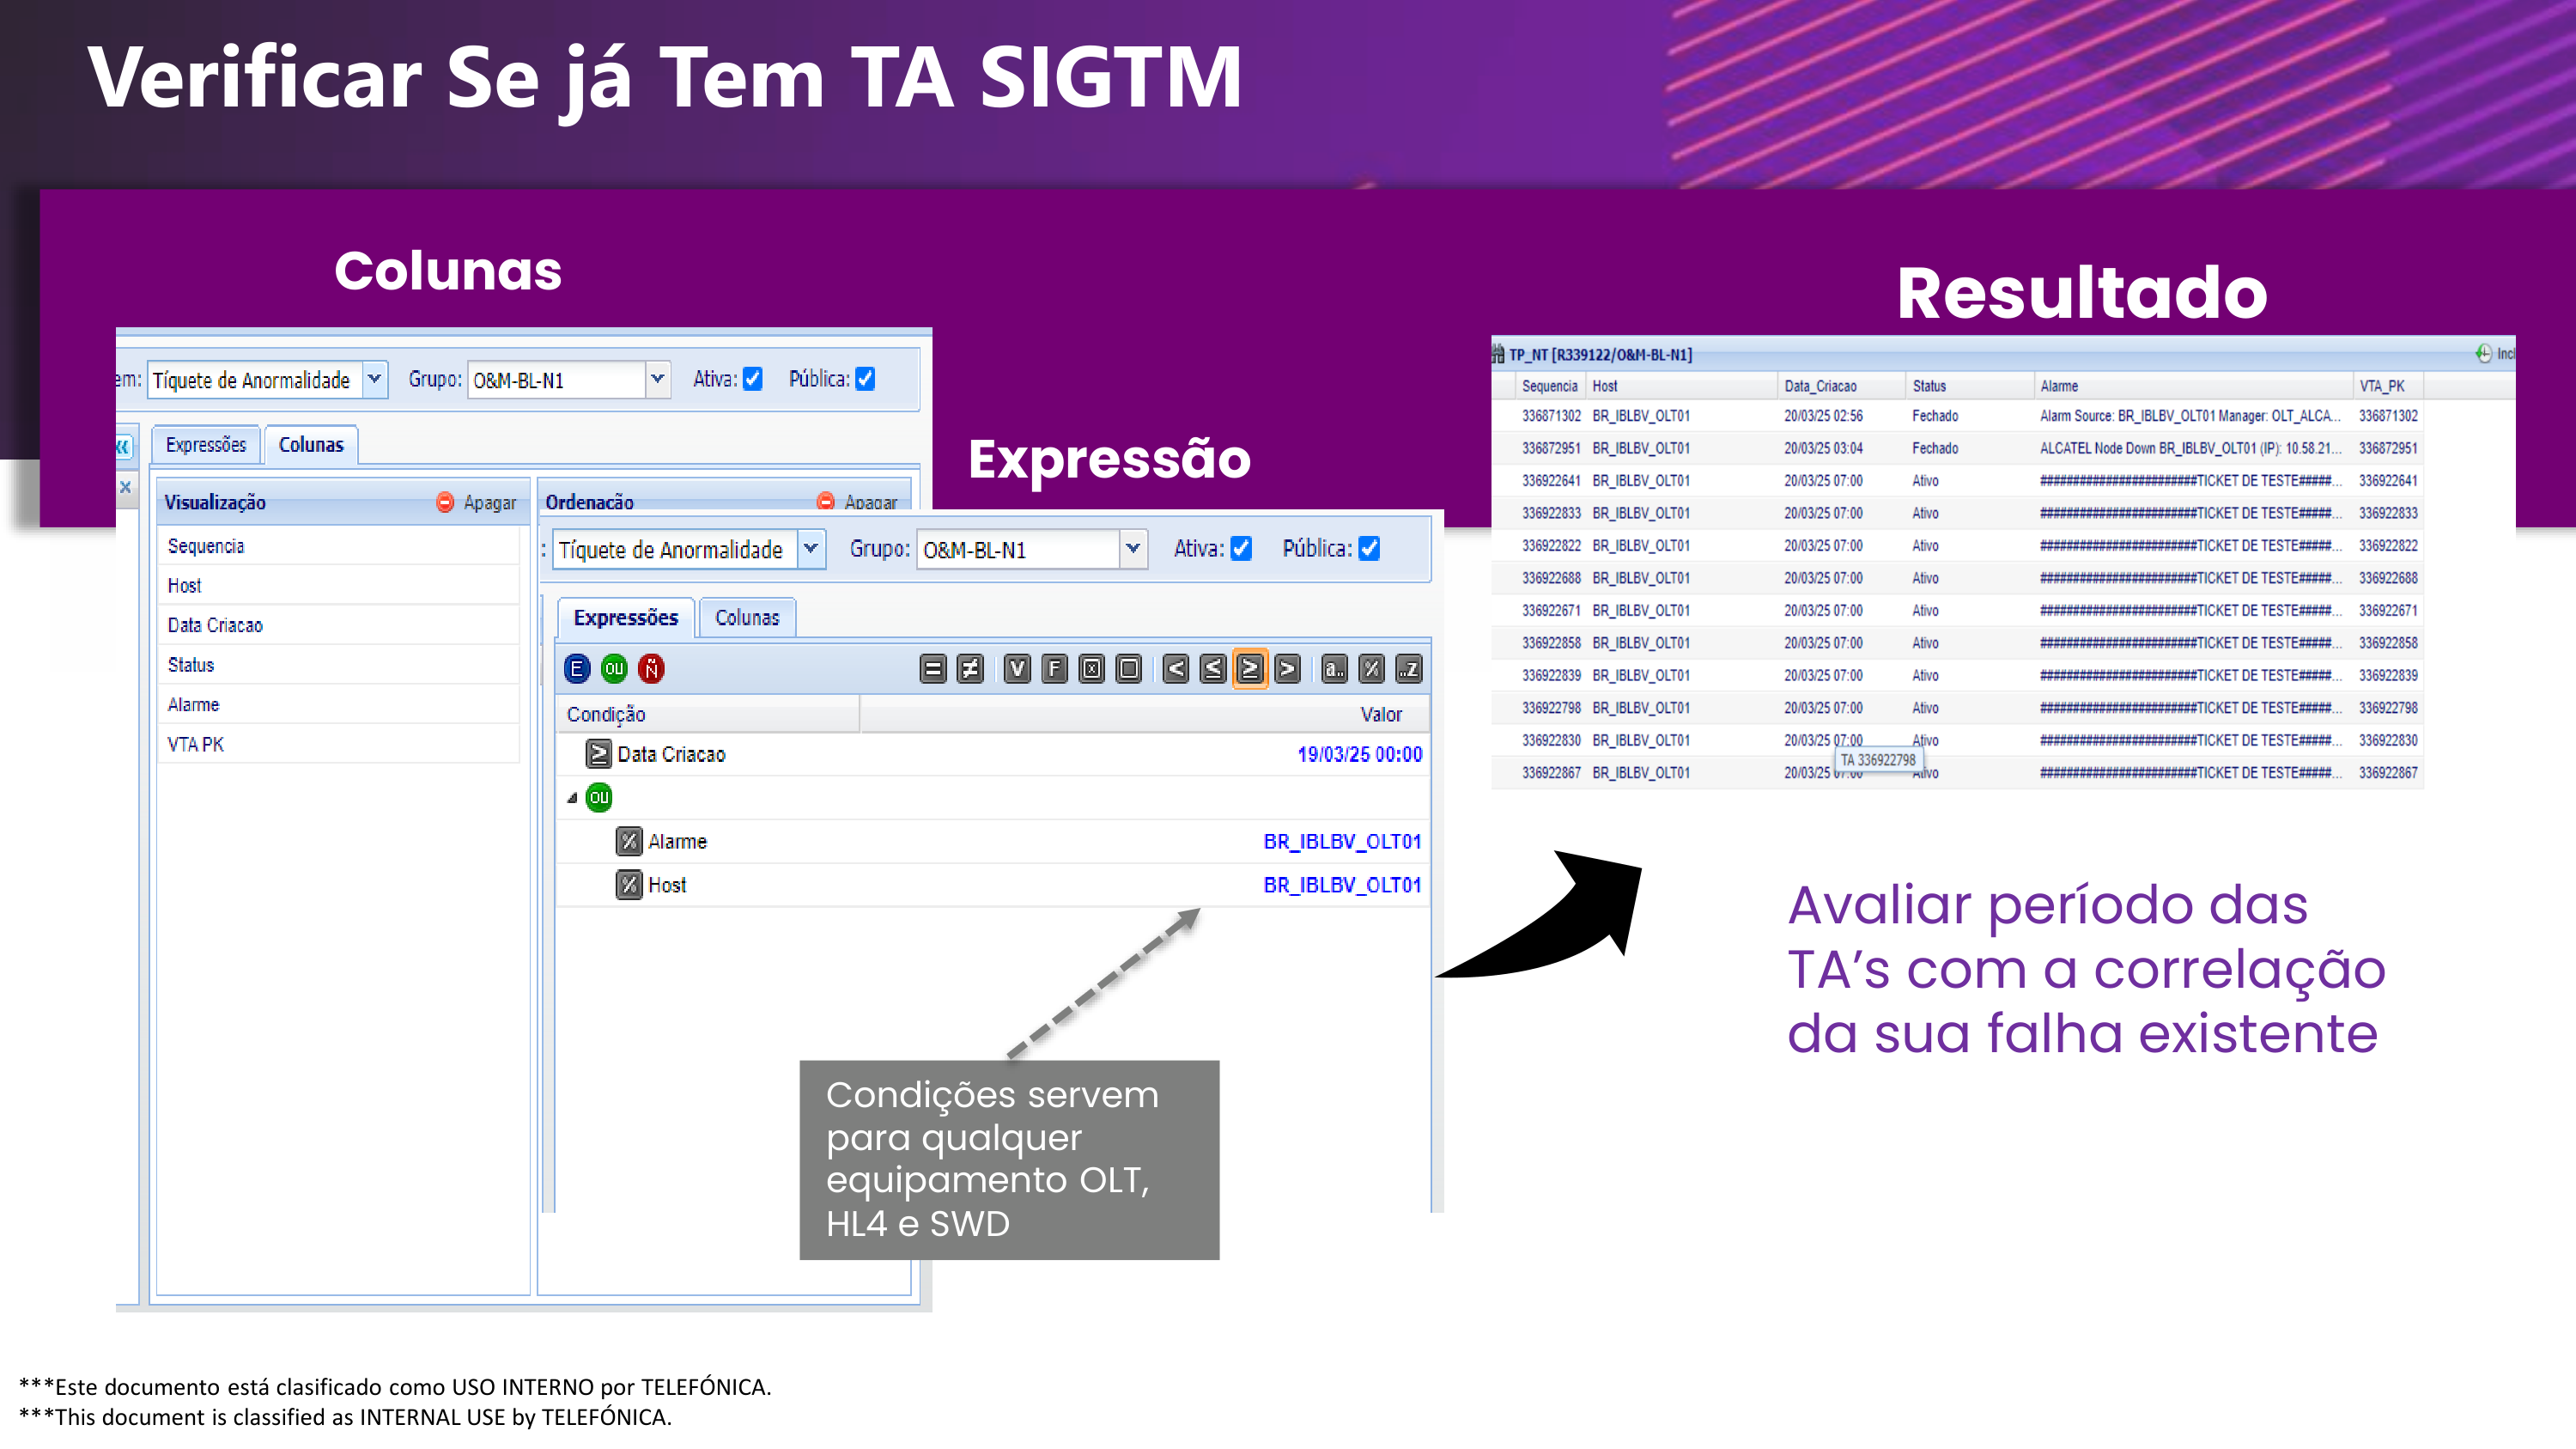 Verificar Se já Tem TA SIGTM
Colunas
em: Tíquete de Anormalidade Grupo: O&M-BL-N1 Ativa: Pública:
Expressões Colunas
Visualização Apagar Ordenação Apagar
Sequencia
Host
Data Criacao
Status
Alarme
VTA PK
Expressão
: Tíquete de Anormalidade Grupo: O&M-BL-N1 Ativa: Pública:
Expressões Colunas
E OU Ñ = ≠ V F x < ≤ ≥ > a.. % ..z
Condição Valor
≥ Data Criacao 19/03/25 00:00
OU
% Alarme BR_IBLBV_OLT01
% Host BR_IBLBV_OLT01
Condições servem
para qualquer
equipamento OLT,
HL4 e SWD
Resultado
TP_NT [R339122/O&M-BL-N1] Incl
Sequencia Host Data_Criacao Status Alarme VTA_PK
336871302 BR_IBLBV_OLT01 20/03/25 02:56 Fechado Alarm Source: BR_IBLBV_OLT01 Manager: OLT_ALCA... 336871302
336872951 BR_IBLBV_OLT01 20/03/25 03:04 Fechado ALCATEL Node Down BR_IBLBV_OLT01 (IP): 10.58.21... 336872951
336922641 BR_IBLBV_OLT01 20/03/25 07:00 Ativo ########################TICKET DE TESTE#####... 336922641
336922833 BR_IBLBV_OLT01 20/03/25 07:00 Ativo ########################TICKET DE TESTE#####... 336922833
336922822 BR_IBLBV_OLT01 20/03/25 07:00 Ativo ########################TICKET DE TESTE#####... 336922822
336922688 BR_IBLBV_OLT01 20/03/25 07:00 Ativo ########################TICKET DE TESTE#####... 336922688
336922671 BR_IBLBV_OLT01 20/03/25 07:00 Ativo ########################TICKET DE TESTE#####... 336922671
336922858 BR_IBLBV_OLT01 20/03/25 07:00 Ativo ########################TICKET DE TESTE#####... 336922858
336922839 BR_IBLBV_OLT01 20/03/25 07:00 Ativo ########################TICKET DE TESTE#####... 336922839
336922798 BR_IBLBV_OLT01 20/03/25 07:00 Ativo ########################TICKET DE TESTE#####... 336922798
336922830 BR_IBLBV_OLT01 20/03/25 07:00 Ativo ########################TICKET DE TESTE#####... 336922830
TA 336922798
336922867 BR_IBLBV_OLT01 20/03/25 07:00 Ativo ########################TICKET DE TESTE#####... 336922867
Avaliar período das
TA’s com a correlação
da sua falha existente
***Este documento está clasificado como USO INTERNO por TELEFÓNICA.
***This document is classified as INTERNAL USE by TELEFÓNICA.